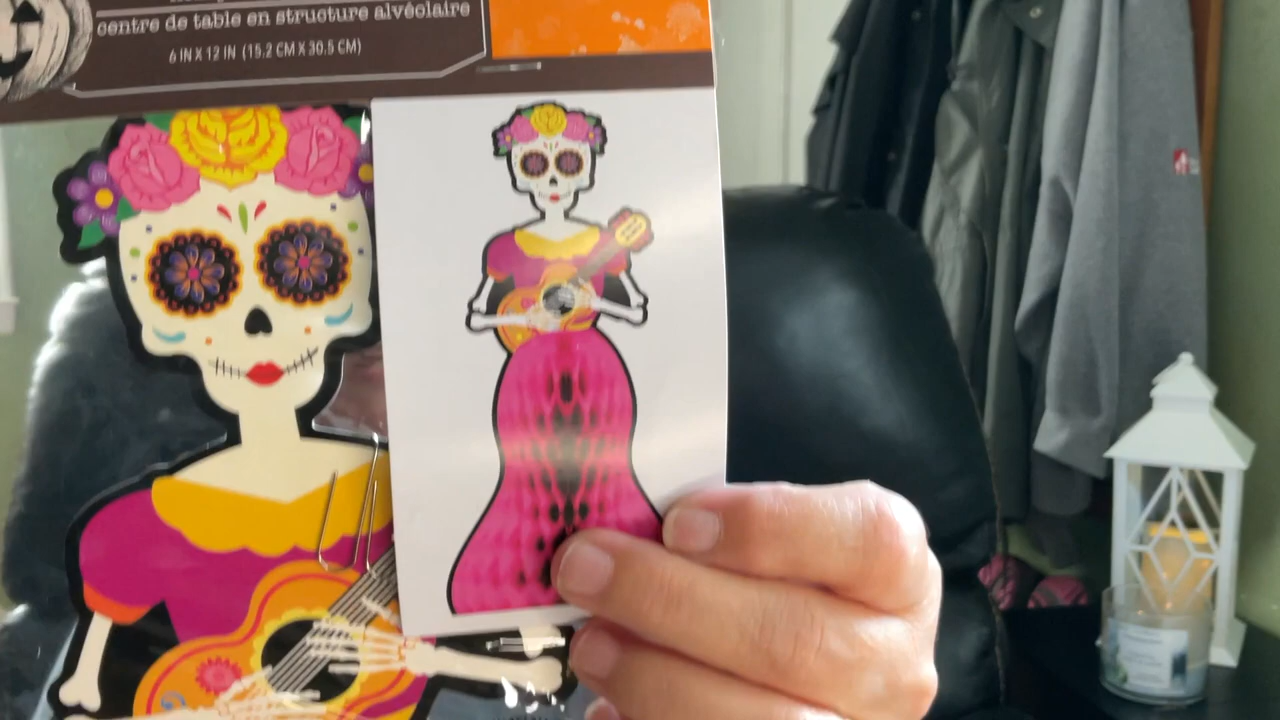 centre de table en structure alvéolaire
6 IN X 12 IN (15.2 CM X 30.5 CM)